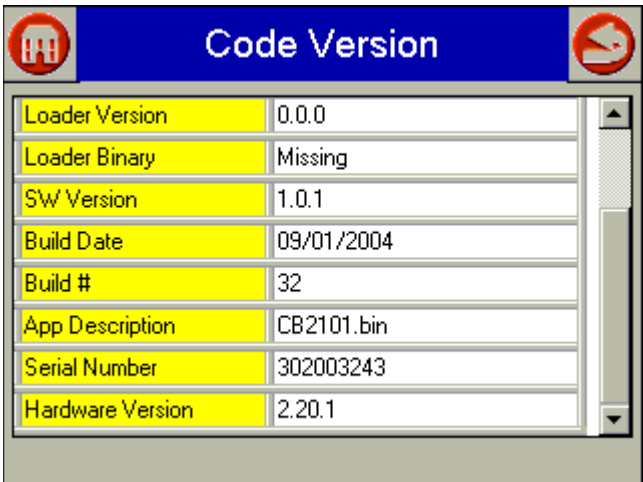 Code Version
Loader Version 0.0.0
Loader Binary Missing
SW Version 1.0.1
Build Date 09/01/2004
Build # 32
App Description CB2101.bin
Serial Number 302003243
Hardware Version 2.20.1